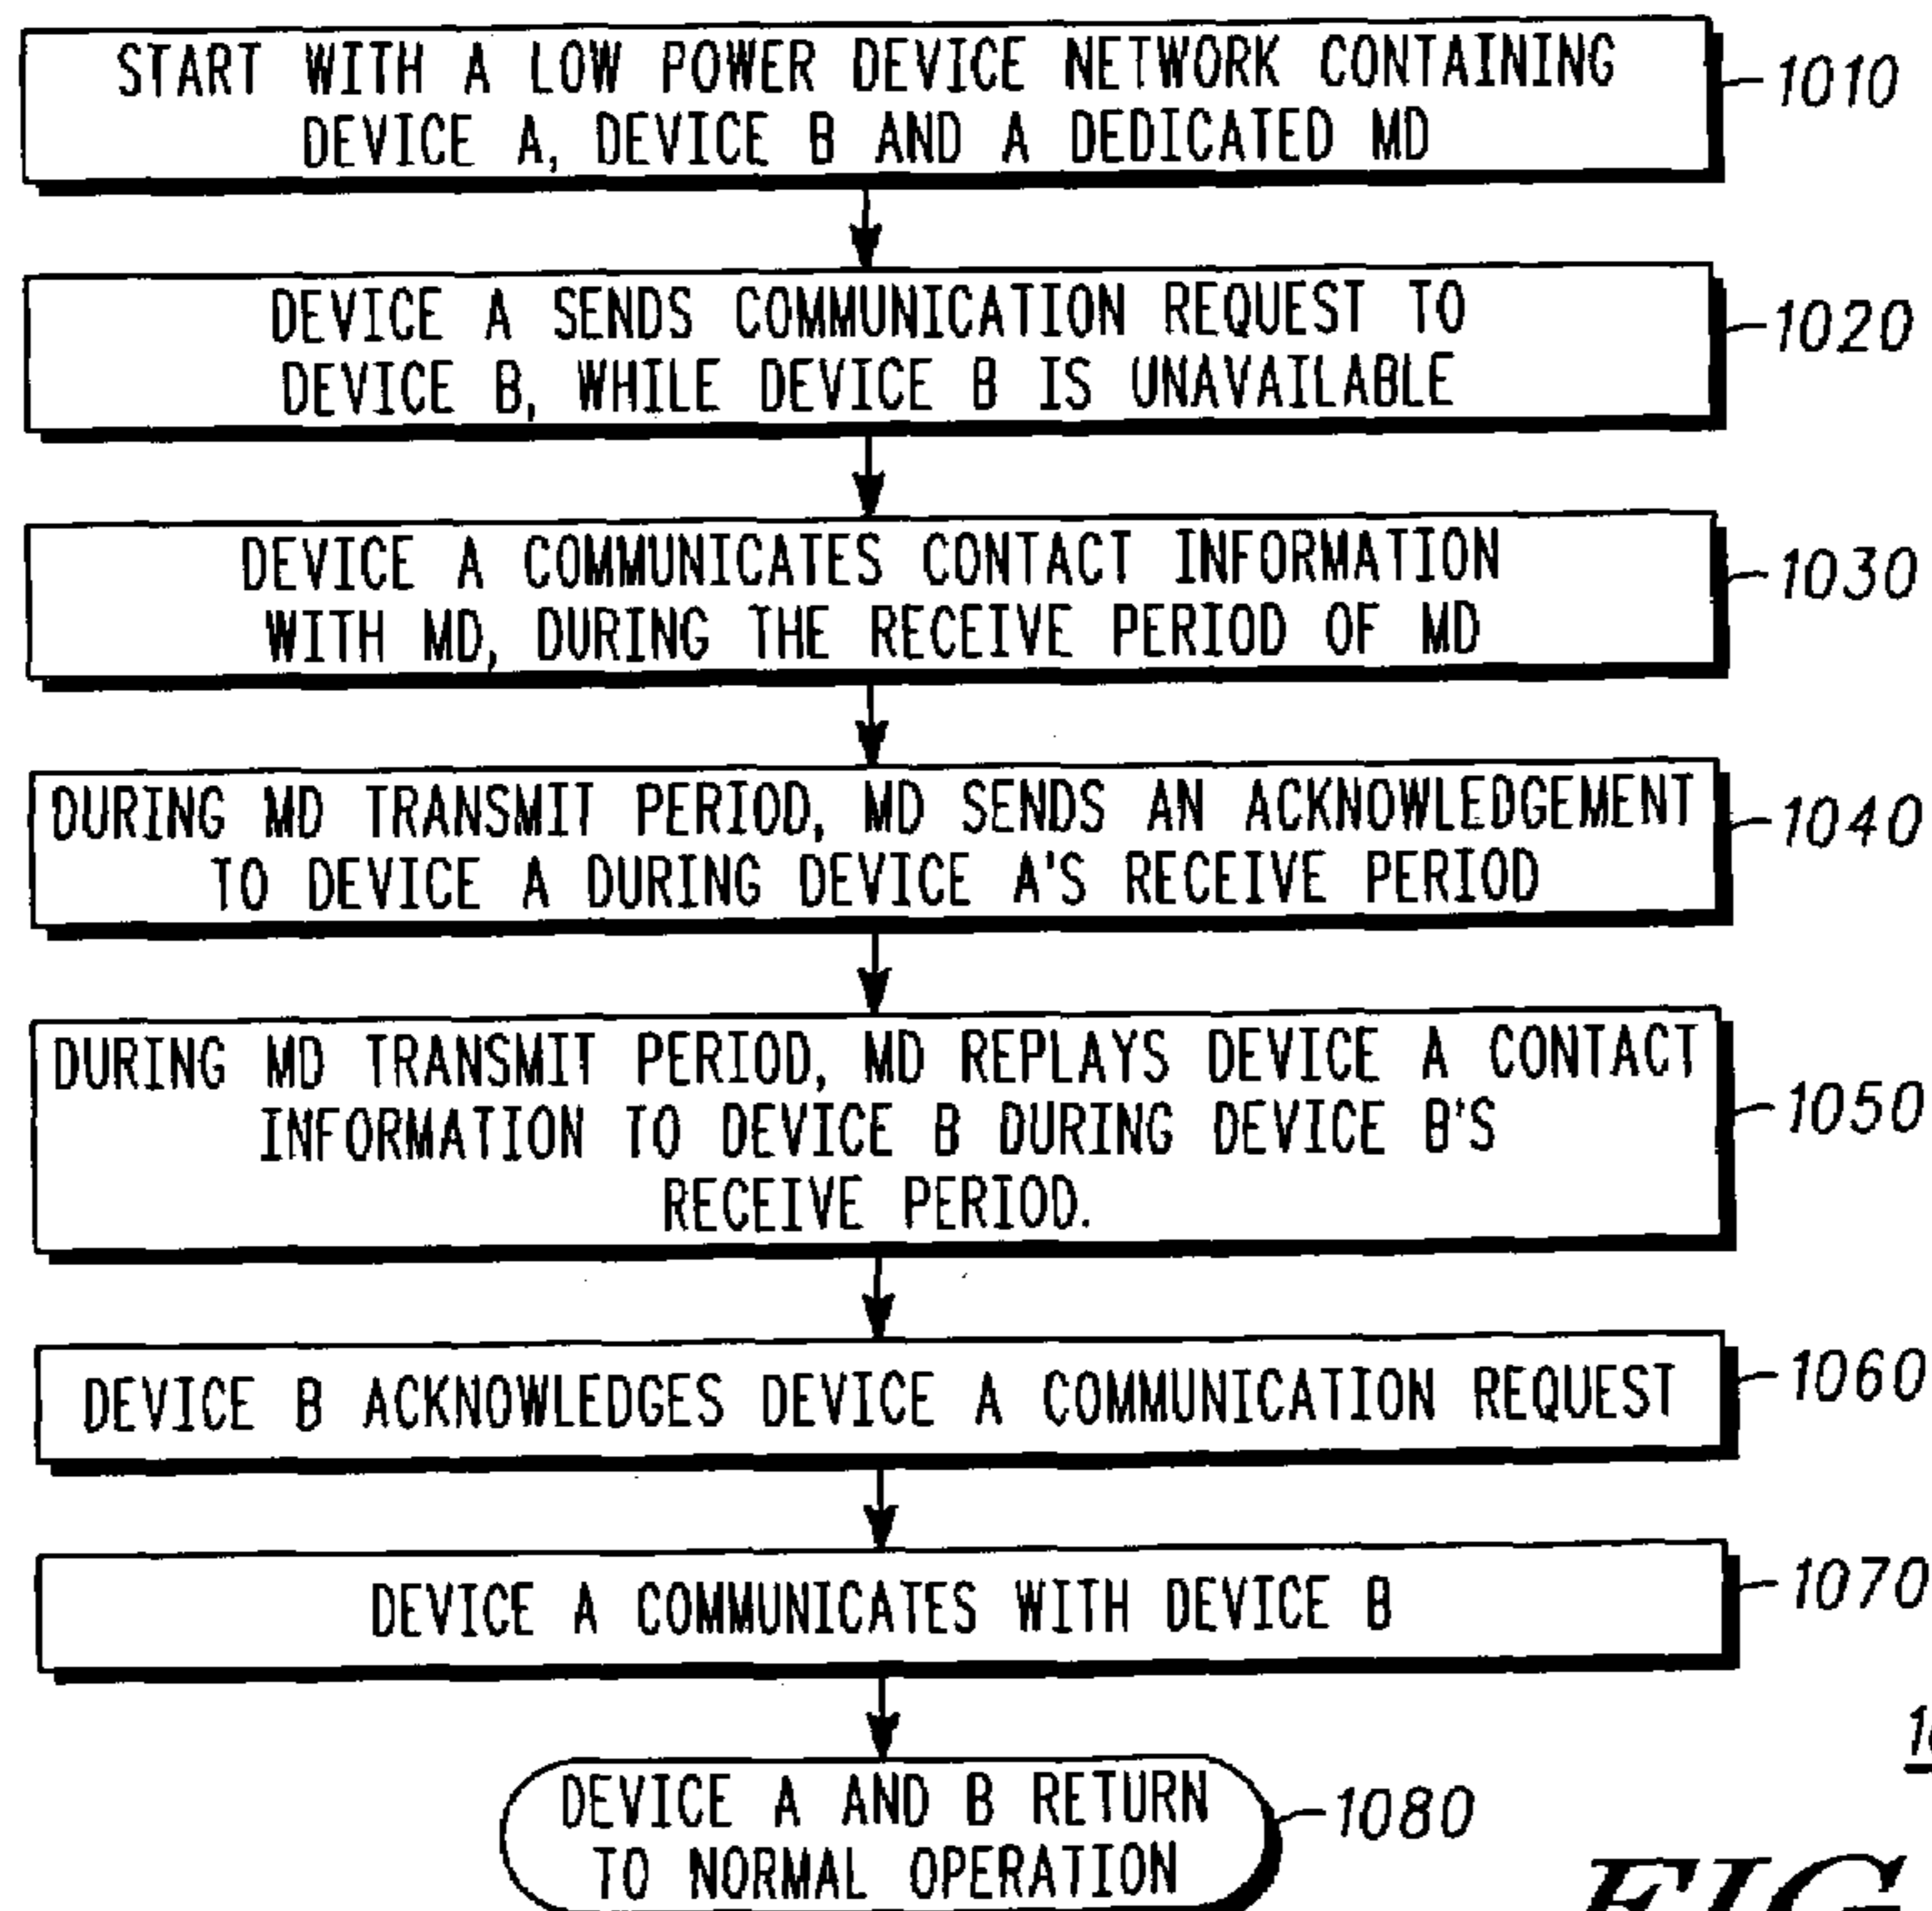 START WITH A LOW POWER DEVICE NETWORK CONTAINING
DEVICE A, DEVICE B AND A DEDICATED MD
1010
DEVICE A SENDS COMMUNICATION REQUEST TO
DEVICE B, WHILE DEVICE B IS UNAVAILABLE
1020
DEVICE A COMMUNICATES CONTACT INFORMATION
WITH MD, DURING THE RECEIVE PERIOD OF MD
1030
DURING MD TRANSMIT PERIOD, MD SENDS AN ACKNOWLEDGEMENT
TO DEVICE A DURING DEVICE A'S RECEIVE PERIOD
1040
DURING MD TRANSMIT PERIOD, MD REPLAYS DEVICE A CONTACT
INFORMATION TO DEVICE B DURING DEVICE B'S
RECEIVE PERIOD.
1050
DEVICE B ACKNOWLEDGES DEVICE A COMMUNICATION REQUEST
1060
DEVICE A COMMUNICATES WITH DEVICE B
1070
DEVICE A AND B RETURN
TO NORMAL OPERATION
1080
FIG